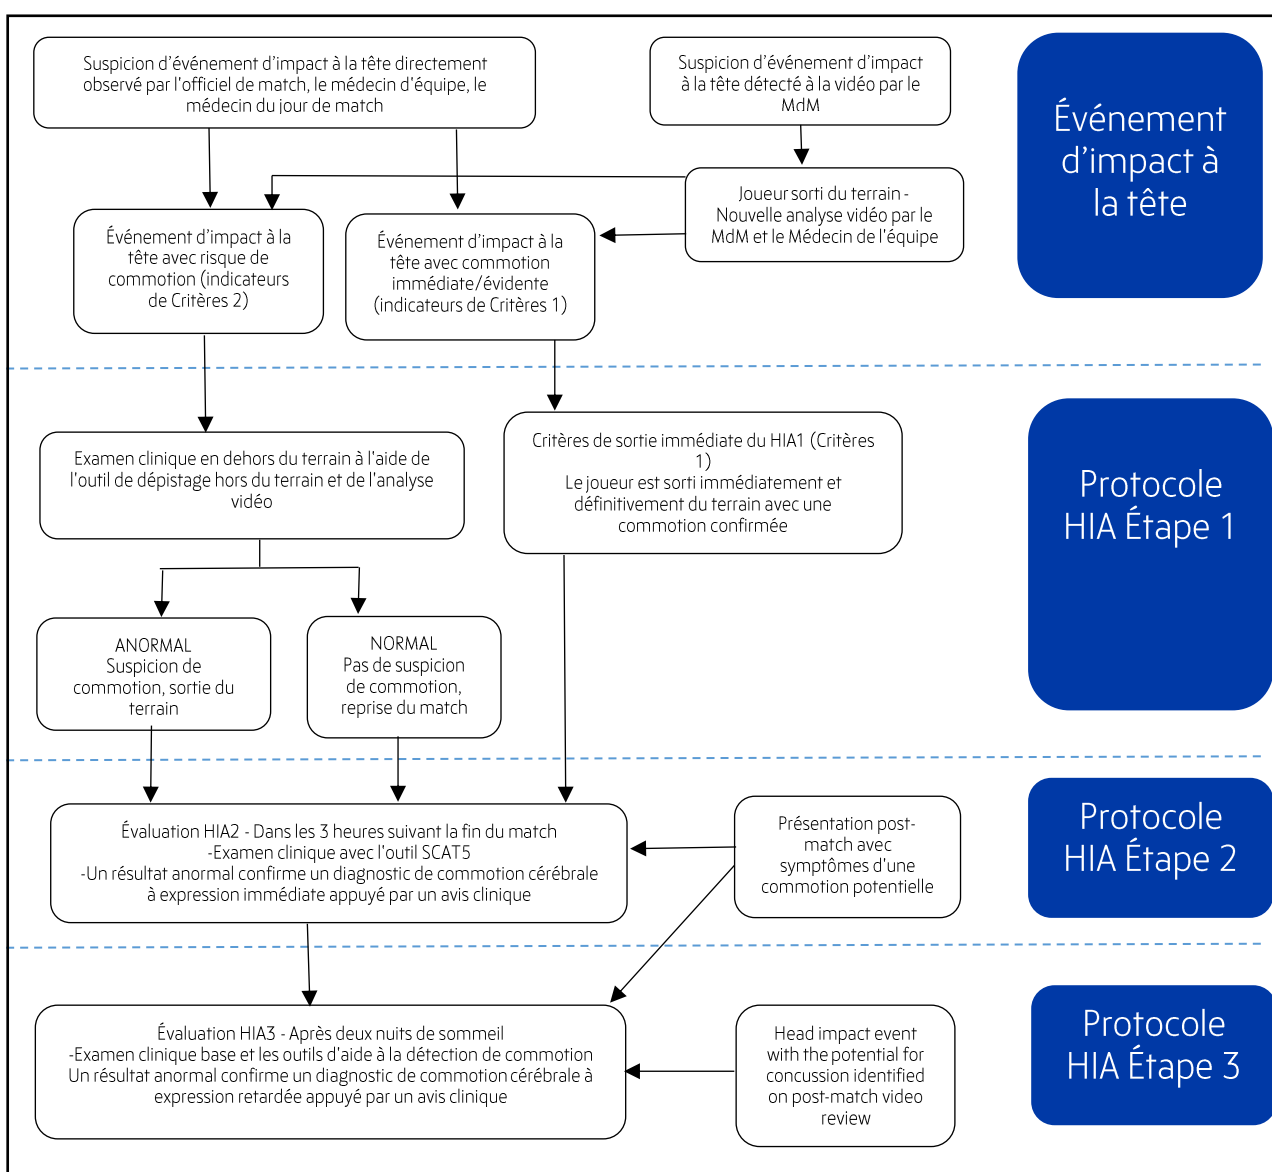 Suspicion d'événement d'impact à la tête directement
observé par l'officiel de match, le médecin d'équipe, le
médecin du jour de match
Suspicion d'événement d'impact
à la tête détecté à la vidéo par le
MdM
Événement
d'impact à
la tête
Joueur sorti du terrain -
Nouvelle analyse vidéo par le
MdM et le Médecin de l'équipe
Événement d'impact à la
tête avec risque de
commotion (indicateurs
de Critères 2)
Événement d'impact à la
tête avec commotion
immédiate/évidente
(indicateurs de Critères 1)
Examen clinique en dehors du terrain à l'aide de
l'outil de dépistage hors du terrain et de l'analyse
vidéo
Critères de sortie immédiate du HIA1 (Critères
1)
Le joueur est sorti immédiatement et
définitivement du terrain avec une
commotion confirmée
Protocole
HIA Étape 1
ANORMAL
Suspicion de
commotion, sortie du
terrain
NORMAL
Pas de suspicion
de commotion,
reprise du match
Évaluation HIA2 - Dans les 3 heures suivant la fin du match
-Examen clinique avec l'outil SCAT5
-Un résultat anormal confirme un diagnostic de commotion cérébrale
à expression immédiate appuyé par un avis clinique
Présentation post-
match avec
symptômes d'une
commotion potentielle
Protocole
HIA Étape 2
Évaluation HIA3 - Après deux nuits de sommeil
-Examen clinique base et les outils d'aide à la détection de commotion
Un résultat anormal confirme un diagnostic de commotion cérébrale à
expression retardée appuyé par un avis clinique
Head impact event
with the potential for
concussion identified
on post-match video
review
Protocole
HIA Étape 3